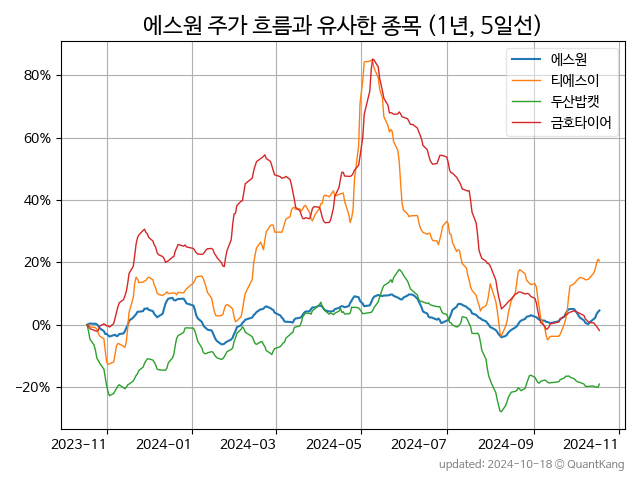 에스원 주가 흐름과 유사한 종목 (1년, 5일선)
에스원
티에스이
두산밥캣
금호타이어
80%
60%
40%
20%
0%
−20%
2023-11 2024-01 2024-03 2024-05 2024-07 2024-09 2024-11
updated: 2024-10-18 © QuantKang